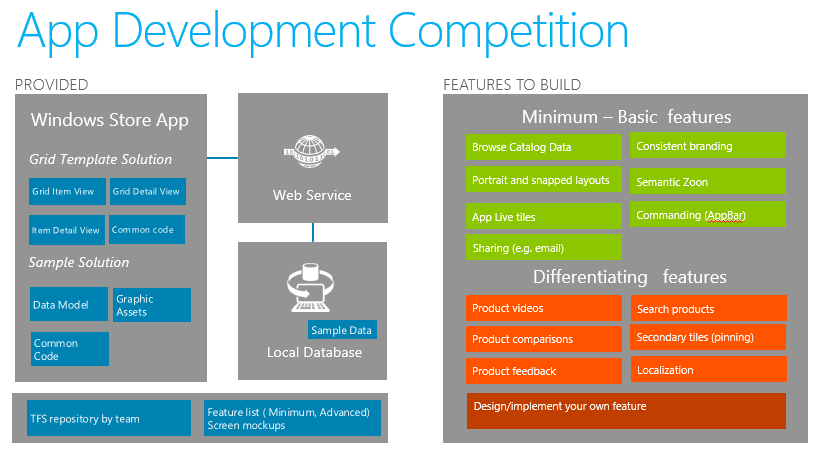 App Development Competition
PROVIDED
Windows Store App
Grid Template Solution
Grid Item View
Grid Detail View
Item Detail View
Common code
Sample Solution
Data Model
Graphic
Assets
Common
Code
Web Service
Sample Data
Local Database
TFS repository by team
Feature list ( Minimum, Advanced)
Screen mockups
FEATURES TO BUILD
Minimum – Basic features
Browse Catalog Data
Consistent branding
Portrait and snapped layouts
Semantic Zoon
App Live tiles
Commanding (AppBar)
Sharing (e.g. email)
Differentiating features
Product videos
Search products
Product comparisons
Secondary tiles (pinning)
Product feedback
Localization
Design/implement your own feature